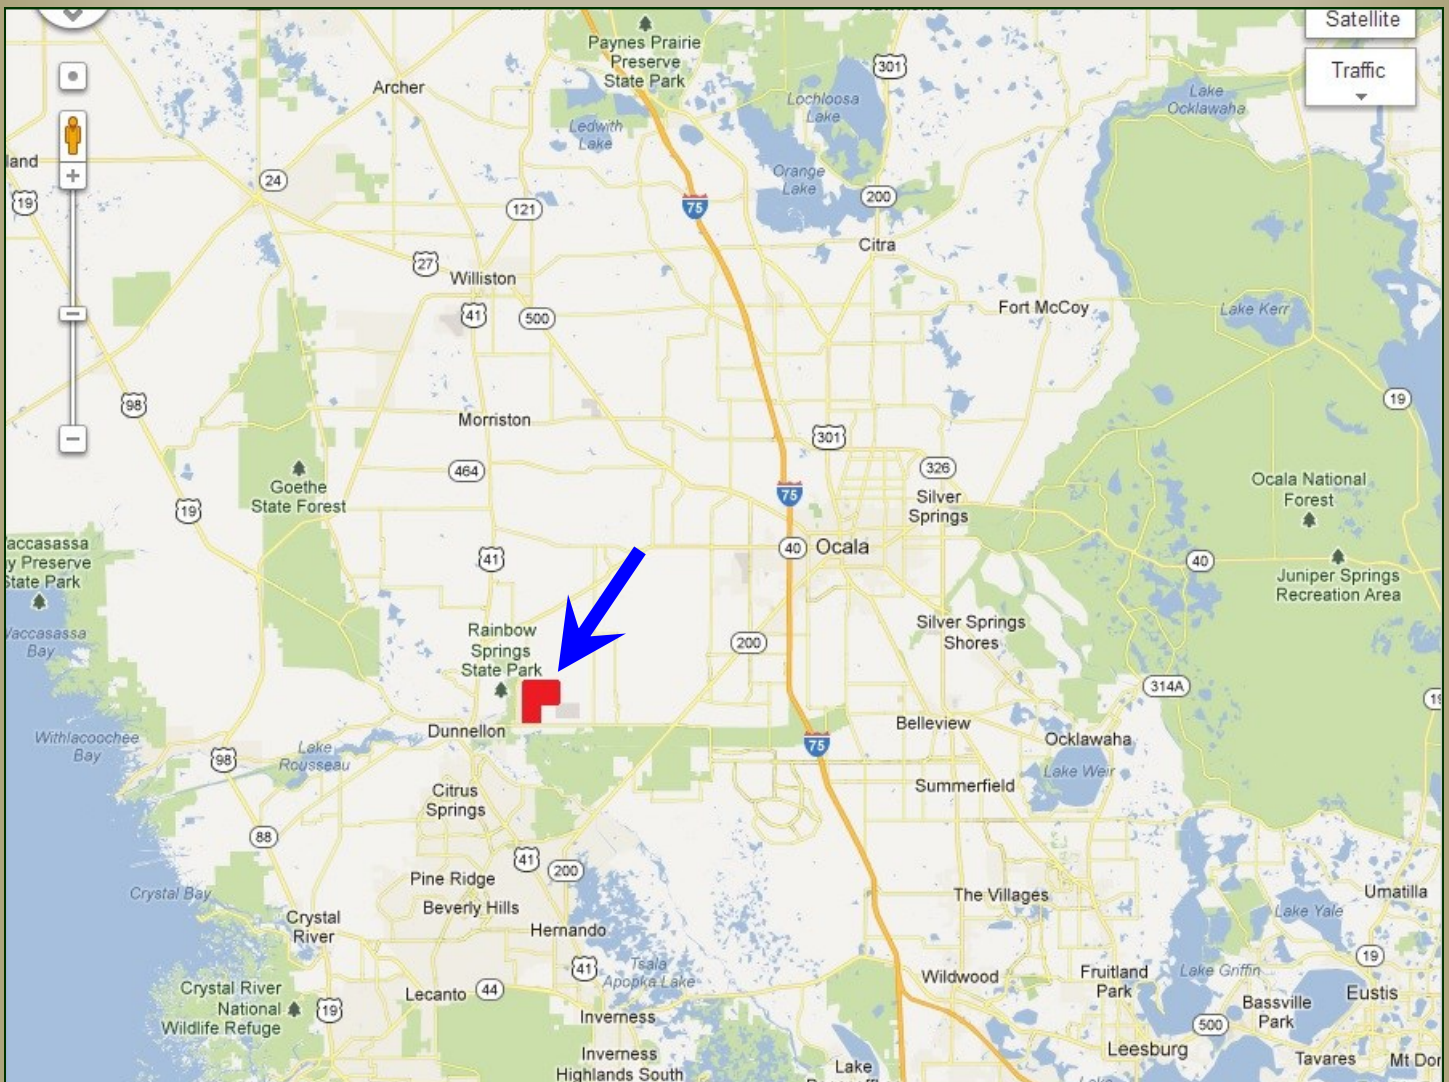 Satellite
Traffic
Paynes Prairie
Preserve
State Park
301
Archer
Lochloosa
Lake
Lake
Ocklawaha
Ledwith
Lake
land
24
Orange
Lake
19
121
75
200
Citra
27
Williston
41
500
Fort McCoy
Lake Kerr
98
19
Morriston
301
464
326
Goethe
State Forest
75
Silver
Springs
Ocala National
Forest
19
accasassa
y Preserve
State Park
41
40
Ocala
40
Juniper Springs
Recreation Area
Vaccasassa
Bay
Rainbow
Springs
State Park
200
Silver Springs
Shores
314A
19
Dunnellon
Belleview
Withlacoochee
Bay
Lake
Rousseau
98
75
Ocklawaha
Lake Weir
Citrus
Springs
Summerfield
88
41
200
Pine Ridge
Beverly Hills
The Villages
Umatilla
Crystal Bay
Crystal
River
Hernando
Lake Yale
41
Tsala
Apopka Lake
Wildwood
Fruitland
Park
Lake Griffin
19
Crystal River
National
Wildlife Refuge
19
Lecanto
44
Inverness
Bassville
Park
Eustis
500
Inverness
Highlands South
Lake
Leesburg
Tavares
Mt Dor
Lake